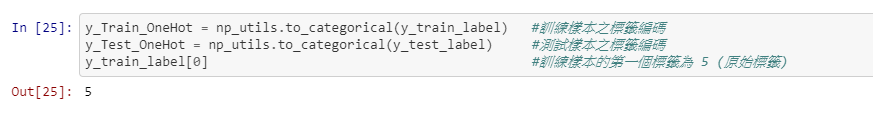 In [25]: y_Train_OneHot = np_utils.to_categorical(y_train_label) #訓練樣本之標籤編碼
y_Test_OneHot = np_utils.to_categorical(y_test_label) #測試樣本之標籤編碼
y_train_label[0] #訓練樣本的第一個標籤為 5 (原始標籤)
Out[25]: 5